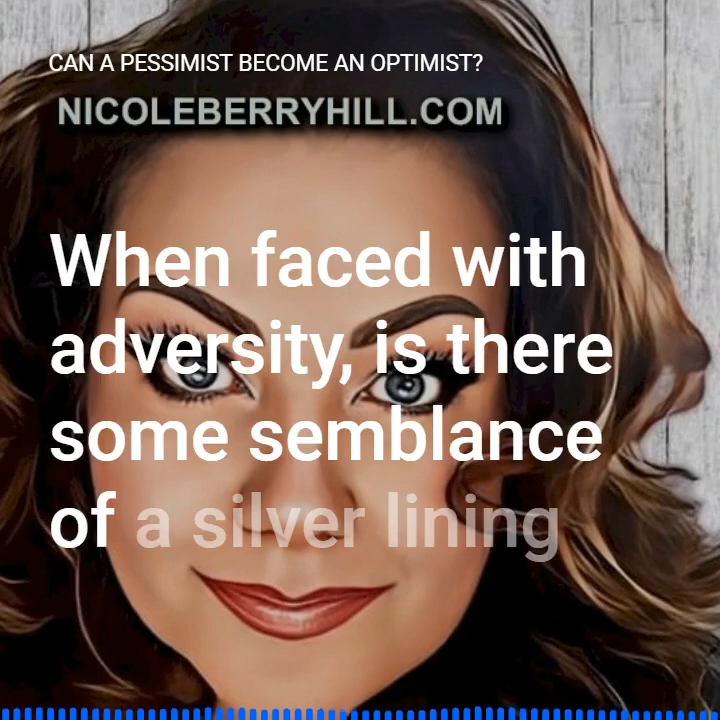 CAN A PESSIMIST BECOME AN OPTIMIST?
NICOLEBERRYHILL.COM
When faced with
adversity, is there
some semblance
of a silver lining